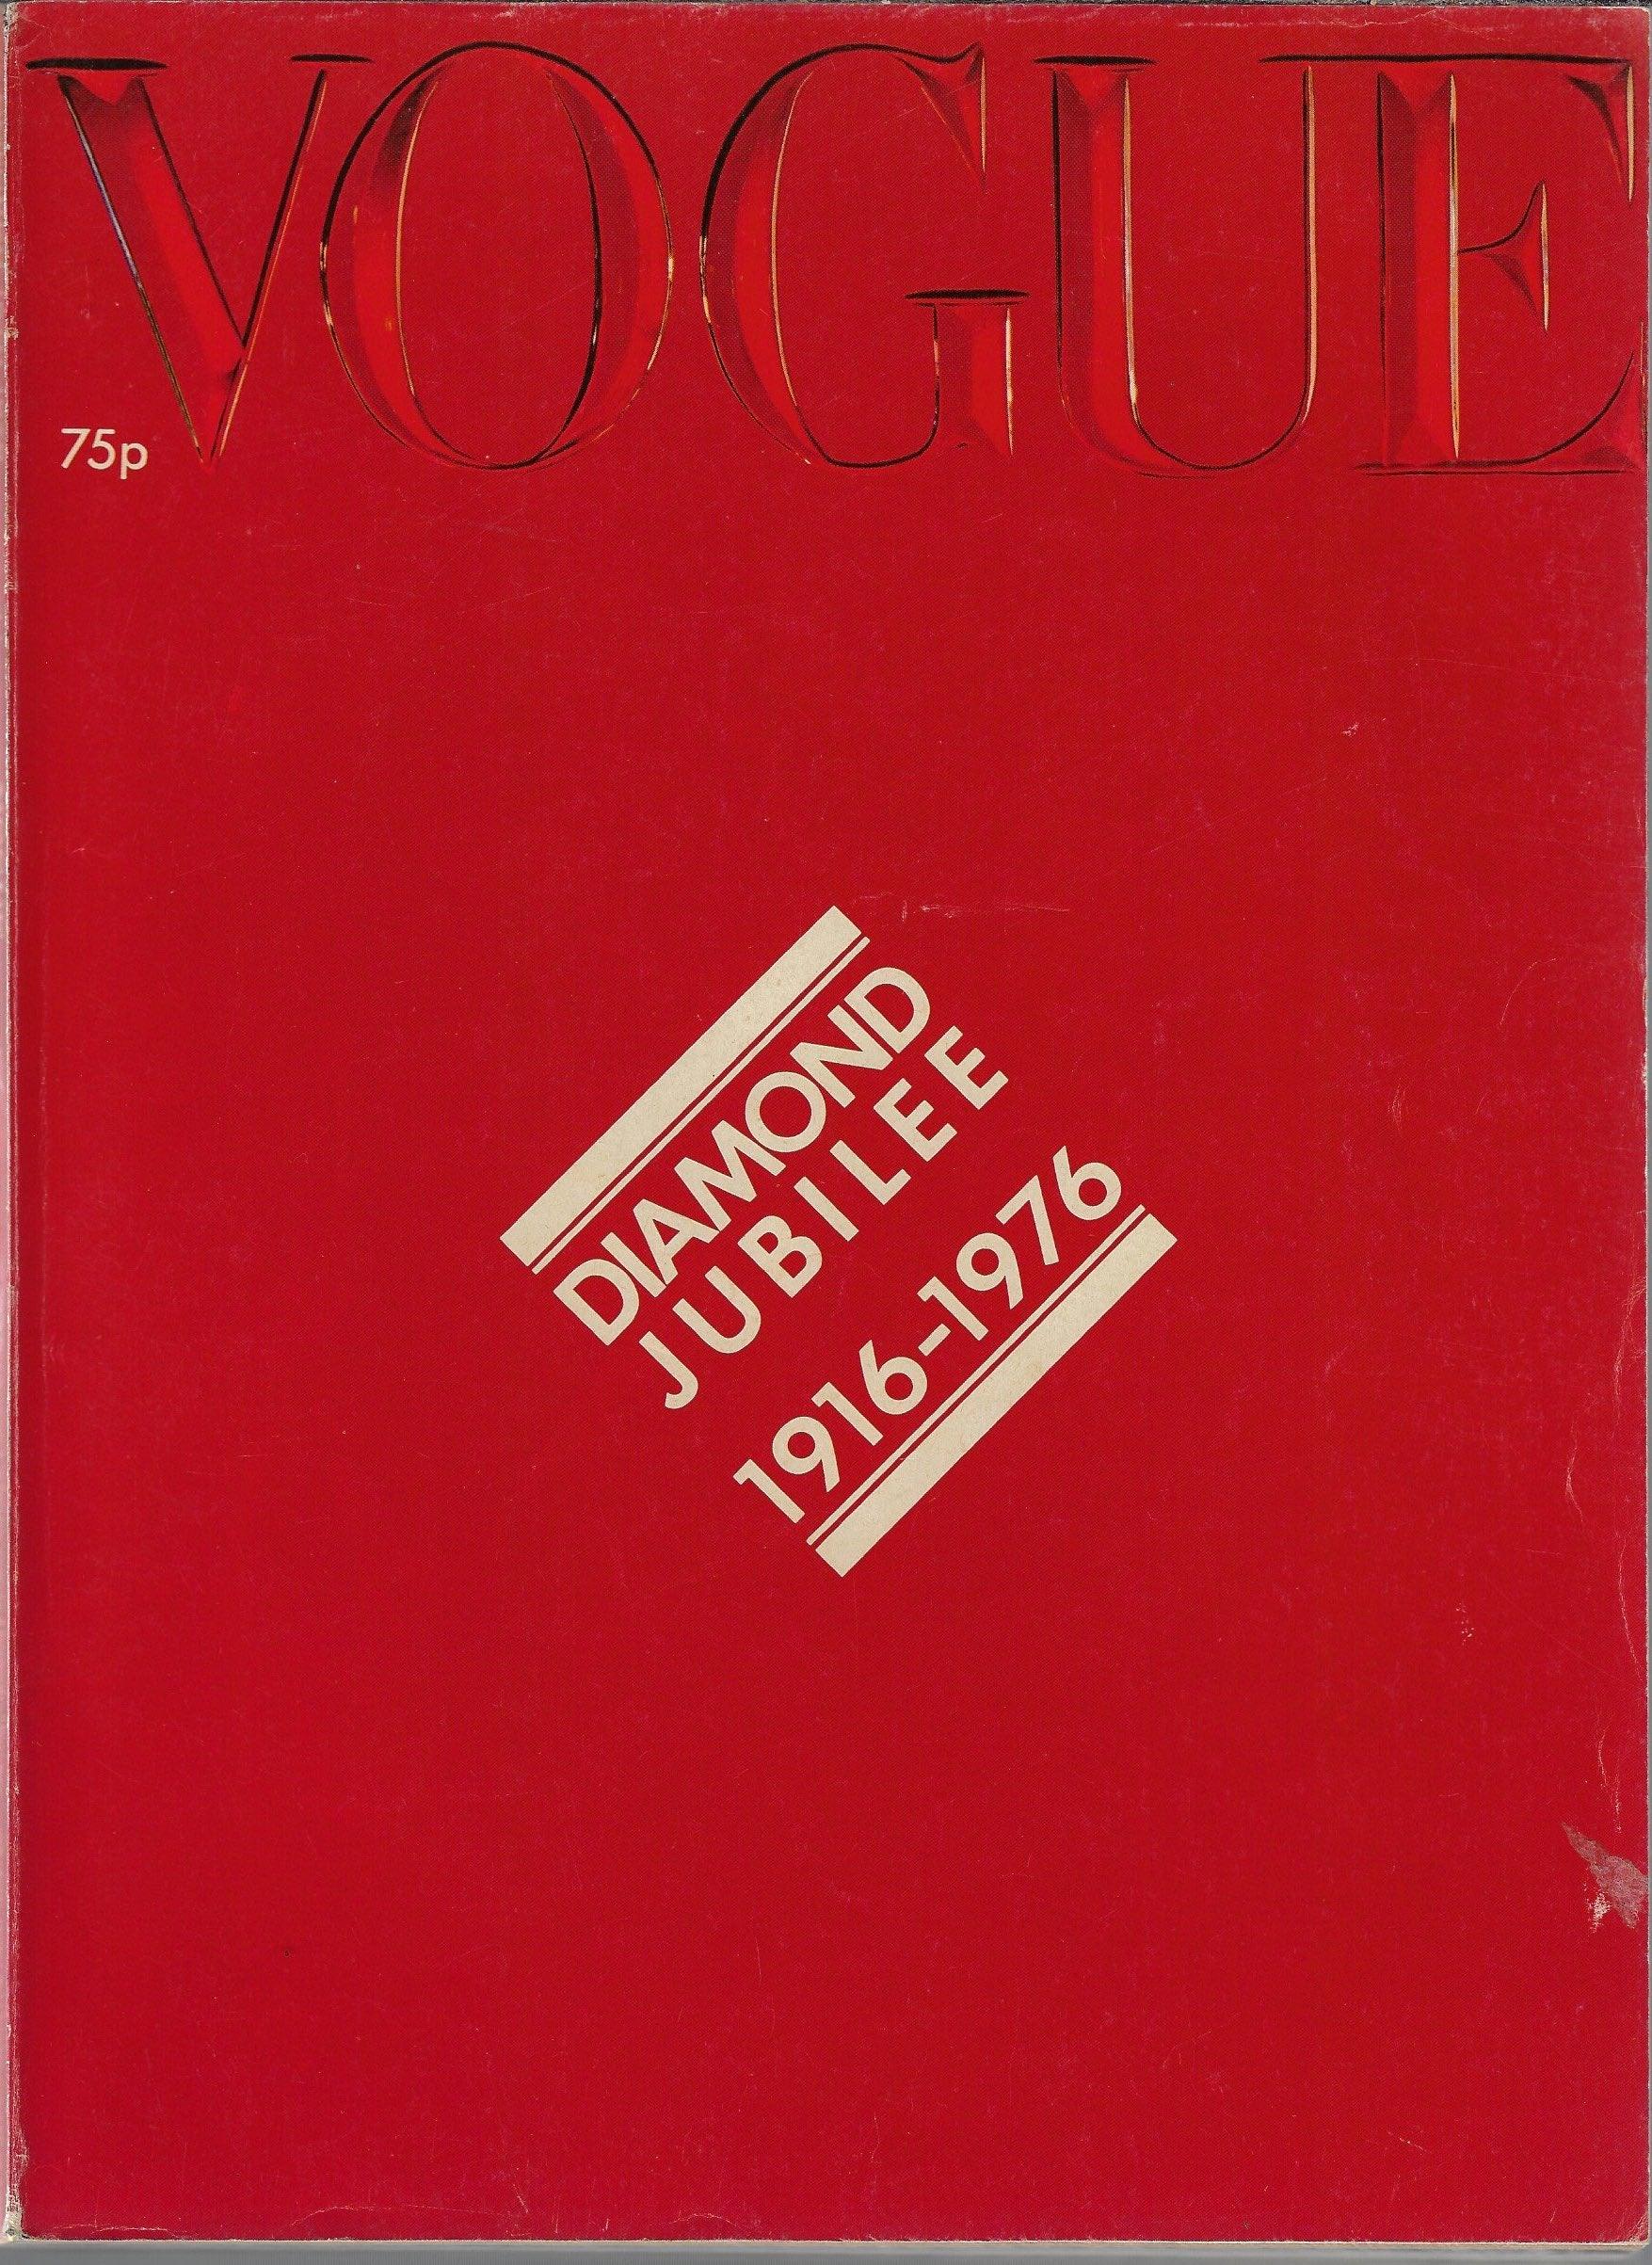 VOGUE
75p
DIAMOND
JUBILEE
1916-1976